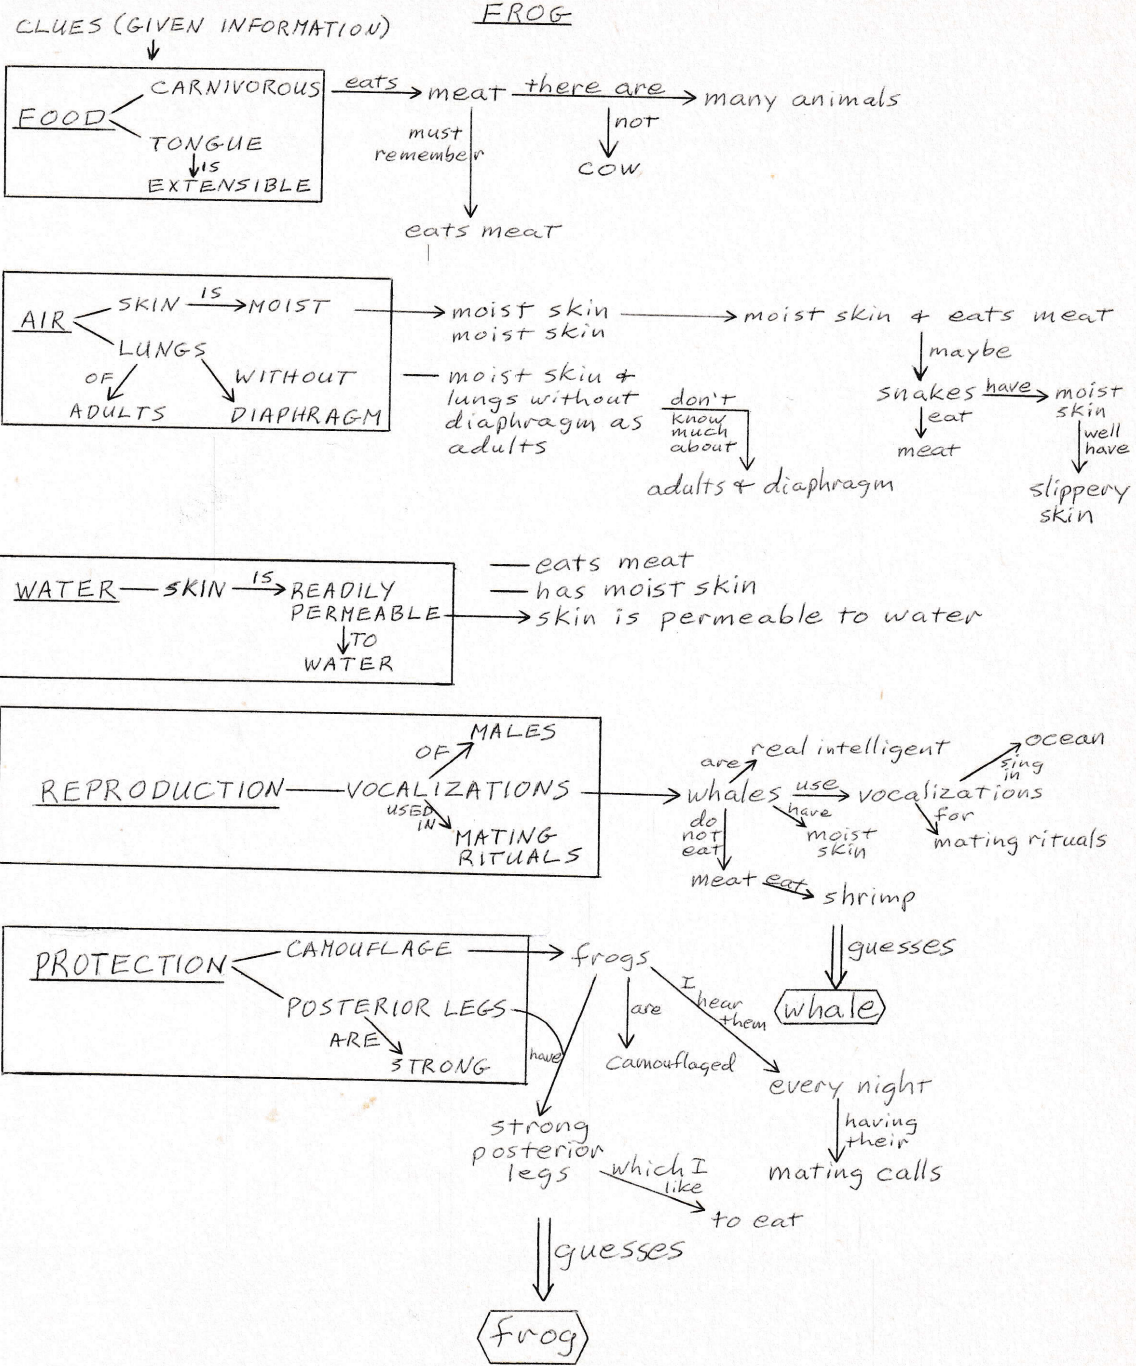 FROG
CLUES (GIVEN INFORMATION)
FOOD
CARNIVOROUS
TONGUE
IS
EXTENSIBLE
eats
meat
there are
many animals
not
cow
must
remember
eats meat
AIR
SKIN IS MOIST
LUNGS
OF
ADULTS
WITHOUT
DIAPHRAGM
moist skin
moist skin
moist skin & eats meat
maybe
snakes have moist
skin
eat
meat
well
have
slippery
skin
moist skin &
lungs without
diaphragm as
adults
don't
know
much
about
adults & diaphragm
WATER SKIN IS READILY
PERMEABLE
TO
WATER
eats meat
has moist skin
skin is permeable to water
REPRODUCTION VOCALIZATIONS
OF
MALES
USED
IN
MATING
RITUALS
whales
are
real intelligent
use
vocalizations
sing
in
ocean
for
mating rituals
have
moist
skin
do
not
eat
meat eat shrimp
guesses
whale
PROTECTION
CAMOUFLAGE
POSTERIOR LEGS
ARE
STRONG
frogs
are
camouflaged
I
hear
them
every night
having
their
mating calls
have
strong
posterior
legs
which I
like
to eat
guesses
frog